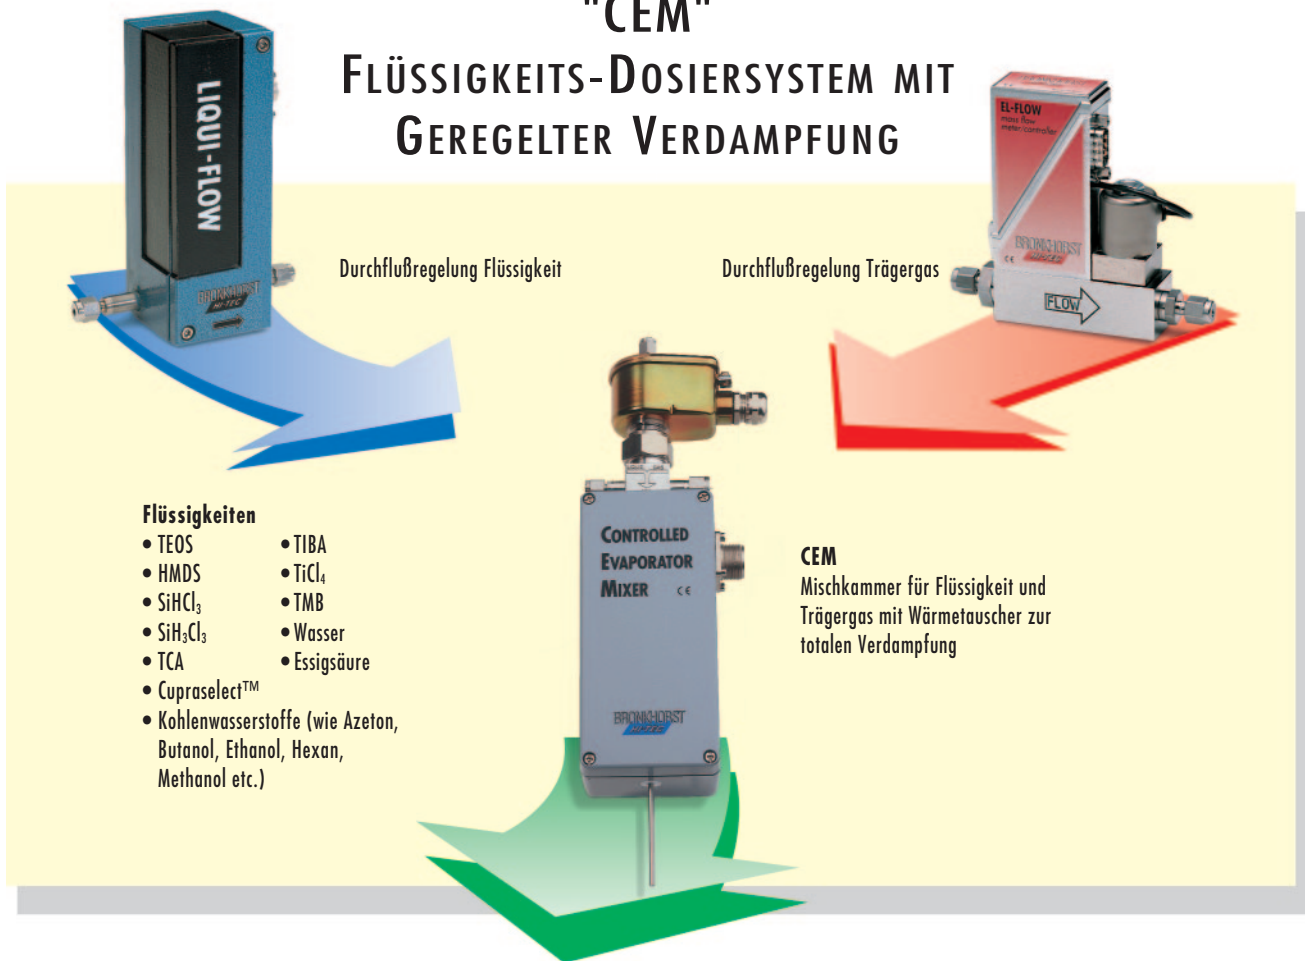 "CEM"
FLÜSSIGKEITS-DOSIERSYSTEM MIT
GEREGELTER VERDAMPFUNG
LIQUI-FLOW
BRONKHORST
HI-TEC
EL-FLOW
mass flow
meter/controller
BRONKHORST
HI-TEC
CE
FLOW
Durchflußregelung Flüssigkeit
Durchflußregelung Trägergas
Flüssigkeiten
• TEOS
• HMDS
• SiHCl₃
• SiH₃Cl₃
• TCA
• Cupraselect™
• Kohlenwasserstoffe (wie Azeton,
Butanol, Ethanol, Hexan,
Methanol etc.)
• TIBA
• TiCl₄
• TMB
• Wasser
• Essigsäure
CONTROLLED
EVAPORATOR
MIXER CE
BRONKHORST
HI-TEC
CEM
Mischkammer für Flüssigkeit und
Trägergas mit Wärmetauscher zur
totalen Verdampfung